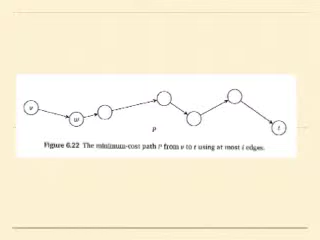 v
w
P
t
Figure 6.22 The minimum-cost path P from v to t using at most i edges.